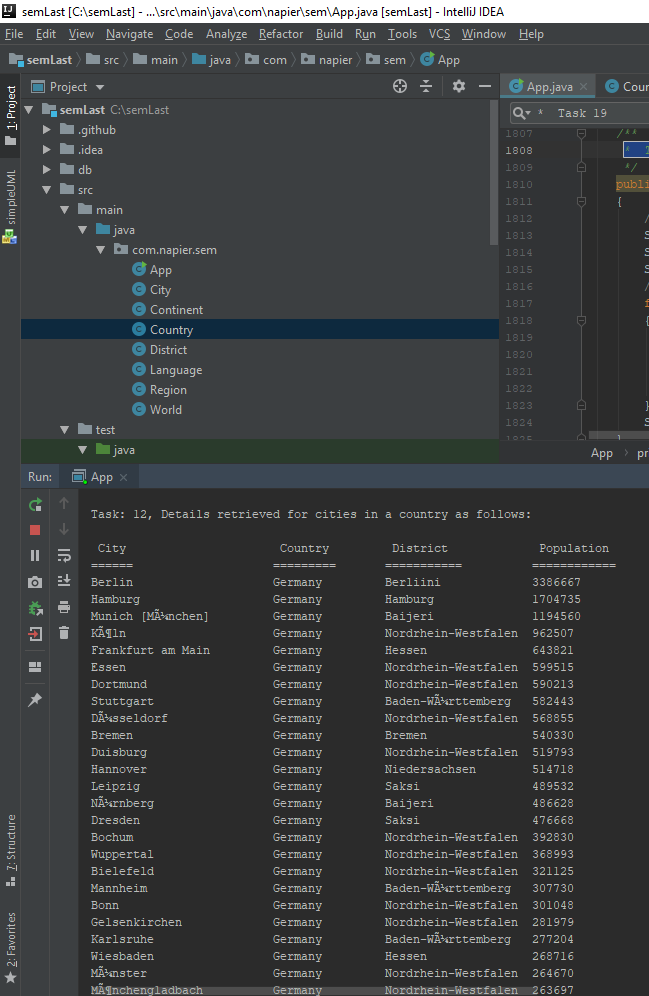 semLast [C:\semLast] - ...\src\main\java\com\napier\sem\App.java [semLast] - IntelliJ IDEA
File Edit View Navigate Code Analyze Refactor Build Run Tools VCS Window Help
semLast › src › main › java › com › napier › sem › App
1: Project
simpleUML
7: Structure
2: Favorites
Project
semLast C:\semLast
.github
.idea
db
src
main
java
com.napier.sem
App
City
Continent
Country
District
Language
Region
World
test
java
App.java Cour
* Task 19
1807 /**
1808 *
1809 */
1810 publi
1811 {
1812 /
1813 S
1814 S
1815 S
1816 /
1817 f
1818 {
1819
1820
1821
1822
1823 }
1824 S
1825
App › pr
Run: App
Task: 12, Details retrieved for cities in a country as follows:
City Country District Population
====== ========= =========== ============
Berlin Germany Berliini 3386667
Hamburg Germany Hamburg 1704735
Munich [MÃ¼nchen] Germany Baijeri 1194560
KÃ¶ln Germany Nordrhein-Westfalen 962507
Frankfurt am Main Germany Hessen 643821
Essen Germany Nordrhein-Westfalen 599515
Dortmund Germany Nordrhein-Westfalen 590213
Stuttgart Germany Baden-WÃ¼rttemberg 582443
DÃ¼sseldorf Germany Nordrhein-Westfalen 568855
Bremen Germany Bremen 540330
Duisburg Germany Nordrhein-Westfalen 519793
Hannover Germany Niedersachsen 514718
Leipzig Germany Saksi 489532
NÃ¼rnberg Germany Baijeri 486628
Dresden Germany Saksi 476668
Bochum Germany Nordrhein-Westfalen 392830
Wuppertal Germany Nordrhein-Westfalen 368993
Bielefeld Germany Nordrhein-Westfalen 321125
Mannheim Germany Baden-WÃ¼rttemberg 307730
Bonn Germany Nordrhein-Westfalen 301048
Gelsenkirchen Germany Nordrhein-Westfalen 281979
Karlsruhe Germany Baden-WÃ¼rttemberg 277204
Wiesbaden Germany Hessen 268716
MÃ¼nster Germany Nordrhein-Westfalen 264670
MÃ¶nchengladbach Germany Nordrhein-Westfalen 263697